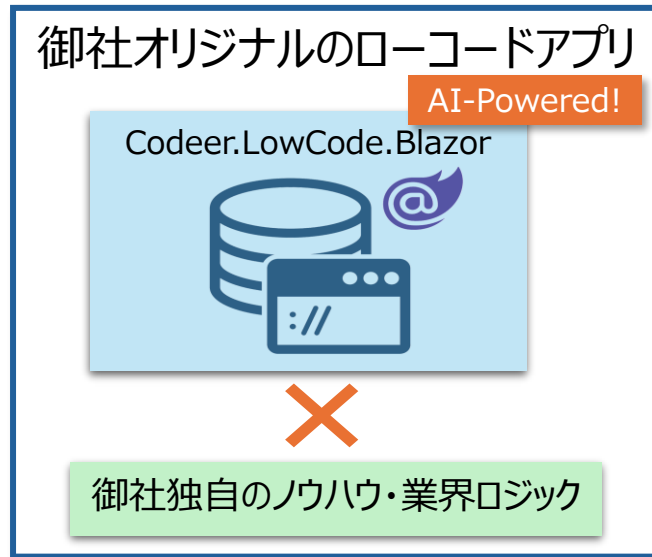 御社オリジナルのローコードアプリ
AI-Powered!
Codeer.LowCode.Blazor
@
://
御社独自のノウハウ・業界ロジック